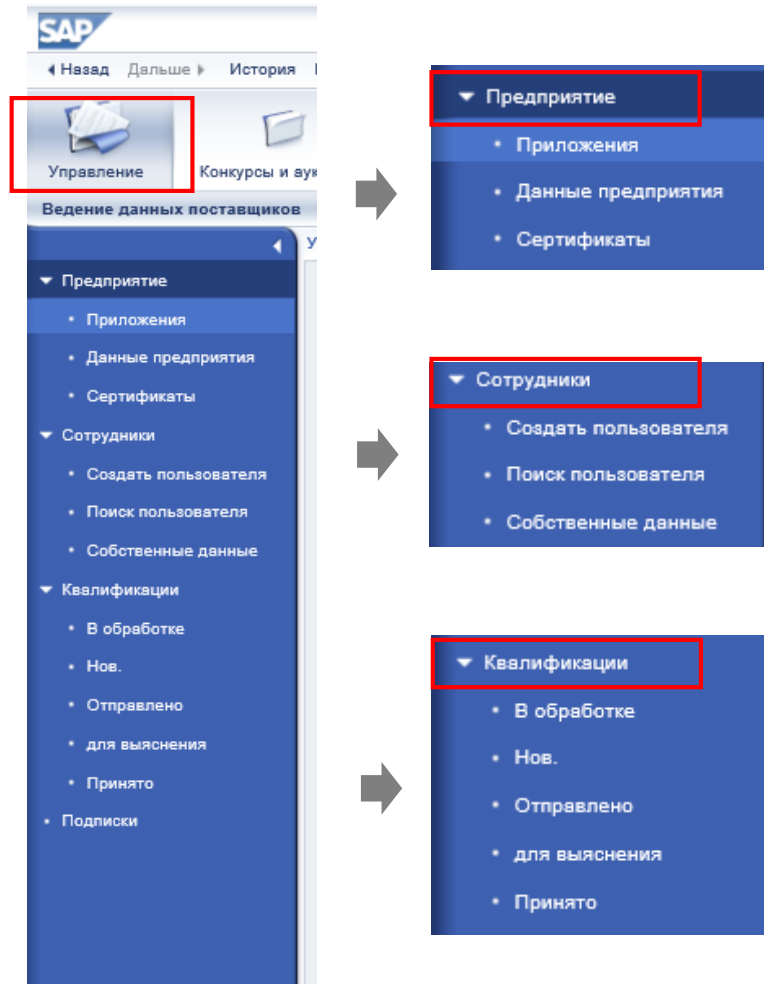 SAP
Назад Дальше История
Управление
Конкурсы и аук
Ведение данных поставщиков
У
Предприятие
Приложения
Данные предприятия
Сертификаты
Сотрудники
Создать пользователя
Поиск пользователя
Собственные данные
Квалификации
В обработке
Нов.
Отправлено
для выяснения
Принято
Подписки
Предприятие
Приложения
Данные предприятия
Сертификаты
Сотрудники
Создать пользователя
Поиск пользователя
Собственные данные
Квалификации
В обработке
Нов.
Отправлено
для выяснения
Принято